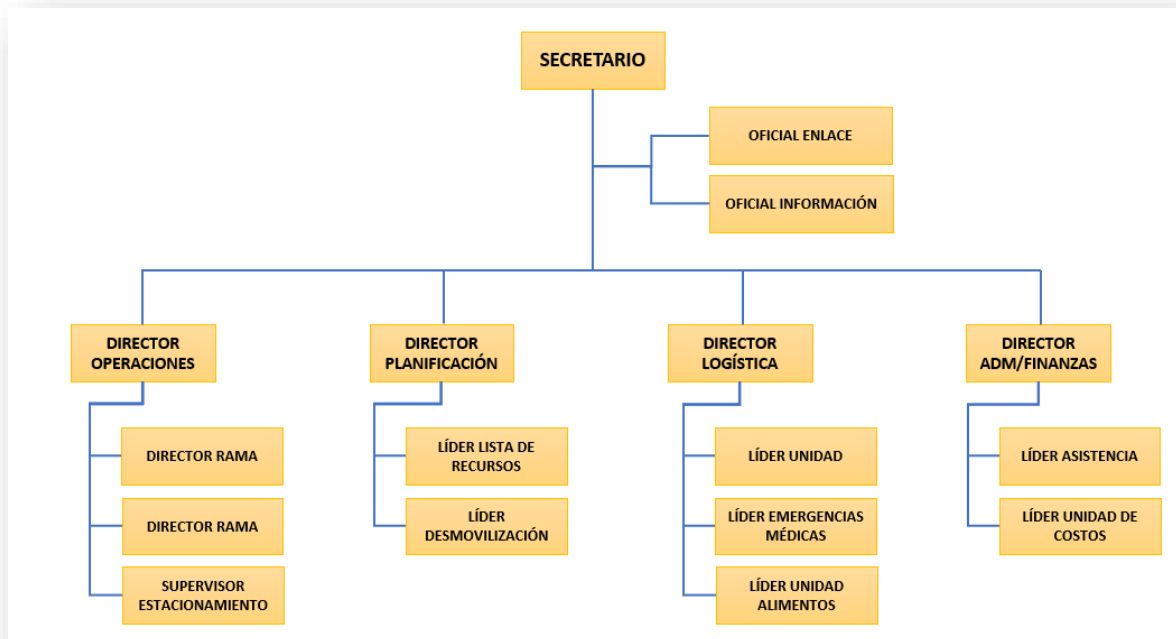 SECRETARIO
OFICIAL ENLACE
OFICIAL INFORMACIÓN
DIRECTOR
OPERACIONES
DIRECTOR
PLANIFICACIÓN
DIRECTOR
LOGÍSTICA
DIRECTOR
ADM/FINANZAS
DIRECTOR RAMA
DIRECTOR RAMA
SUPERVISOR
ESTACIONAMIENTO
LÍDER LISTA DE
RECURSOS
LÍDER
DESMOVILIZACIÓN
LÍDER UNIDAD
LÍDER EMERGENCIAS
MÉDICAS
LÍDER UNIDAD
ALIMENTOS
LÍDER ASISTENCIA
LÍDER UNIDAD DE
COSTOS